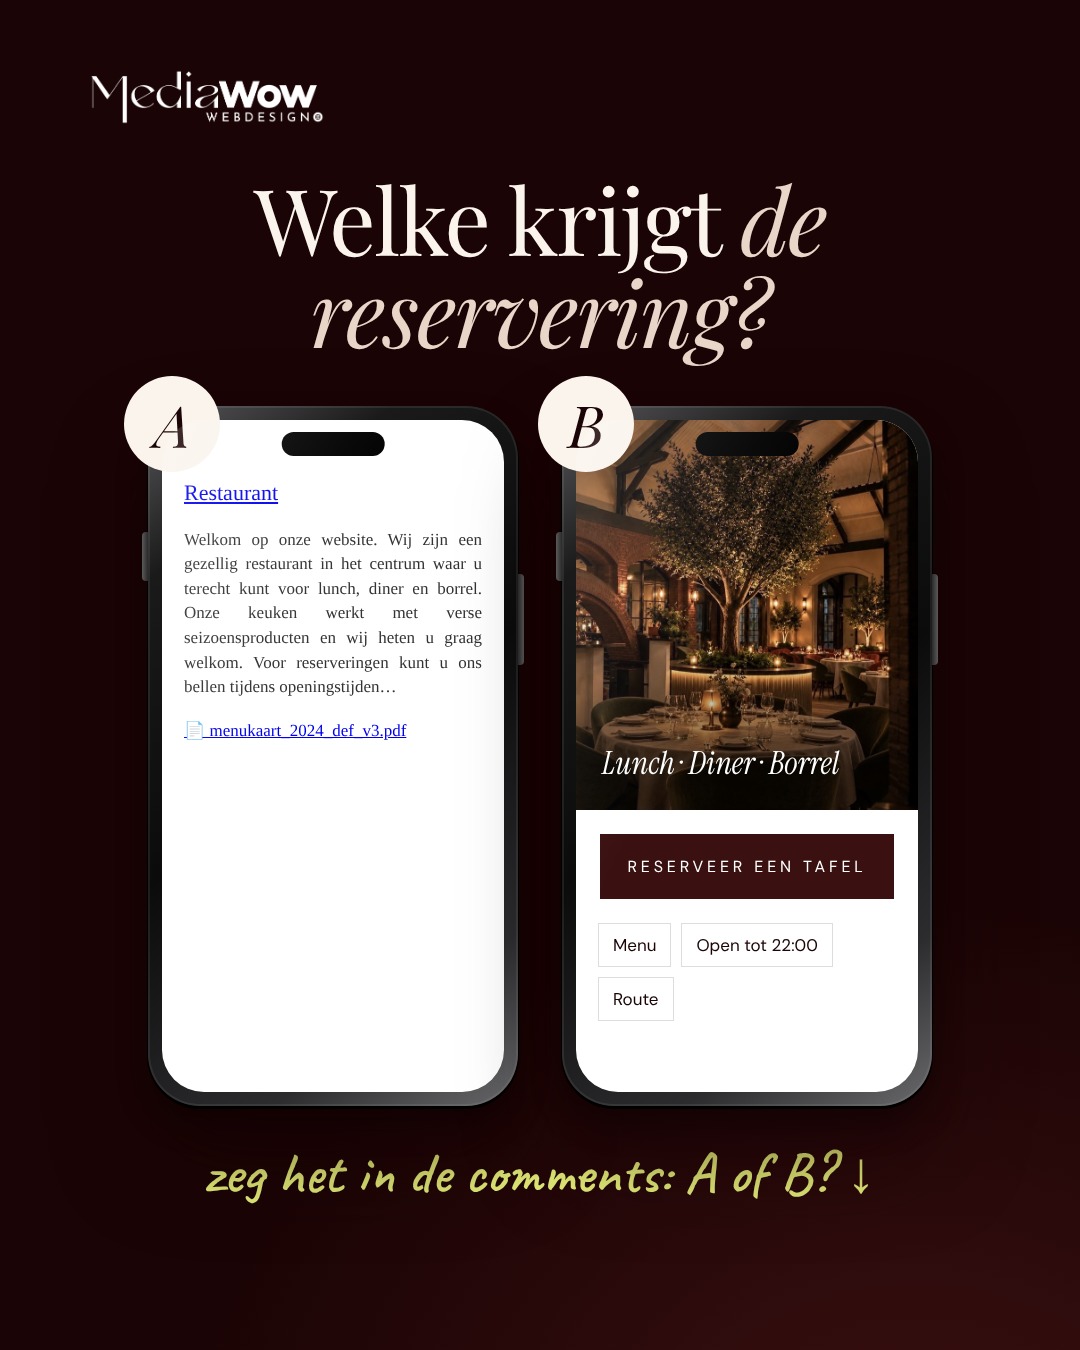 MediaWow
WEBDESIGN
Welke krijgt de
reservering?
A
Restaurant
Welkom op onze website. Wij zijn een
gezellig restaurant in het centrum waar u
terecht kunt voor lunch, diner en borrel.
Onze keuken werkt met verse
seizoensproducten en wij heten u graag
welkom. Voor reserveringen kunt u ons
bellen tijdens openingstijden…
📄 menukaart_2024_def_v3.pdf
B
Lunch · Diner · Borrel
RESERVEER EEN TAFEL
Menu
Open tot 22:00
Route
zeg het in de comments: A of B? ↓